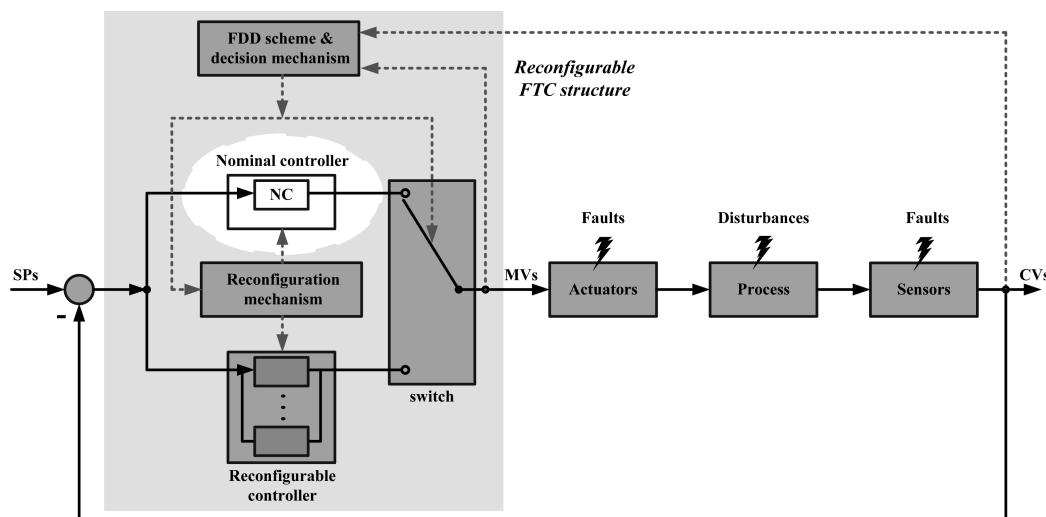 FDD scheme &
decision mechanism
Reconfigurable
FTC structure
Nominal controller
NC
Faults
Disturbances
Faults
SPs
Reconfiguration
mechanism
MVs
Actuators
Process
Sensors
CVs
-
switch
Reconfigurable
controller